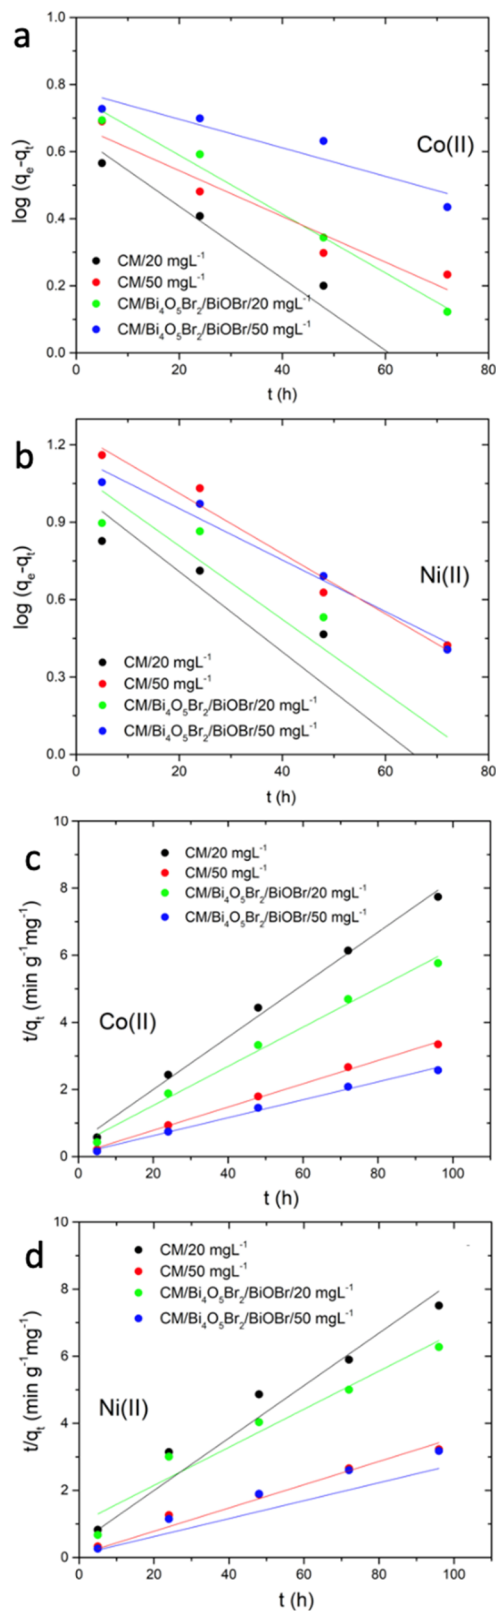 a
1.0
0.8
0.6
0.4
0.2
0.0
log (qₑ-qₜ)
Co(II)
CM/20 mgL⁻¹
CM/50 mgL⁻¹
CM/Bi₄O₅Br₂/BiOBr/20 mgL⁻¹
CM/Bi₄O₅Br₂/BiOBr/50 mgL⁻¹
0 20 40 60 80
t (h)
b
1.2
0.9
0.6
0.3
0.0
log (qₑ-qₜ)
Ni(II)
CM/20 mgL⁻¹
CM/50 mgL⁻¹
CM/Bi₄O₅Br₂/BiOBr/20 mgL⁻¹
CM/Bi₄O₅Br₂/BiOBr/50 mgL⁻¹
0 20 40 60 80
t (h)
c
10
8
6
4
2
0
t/qₜ (min g⁻¹mg⁻¹)
CM/20 mgL⁻¹
CM/50 mgL⁻¹
CM/Bi₄O₅Br₂/BiOBr/20 mgL⁻¹
CM/Bi₄O₅Br₂/BiOBr/50 mgL⁻¹
Co(II)
0 20 40 60 80 100
t (h)
d
10
8
6
4
2
0
t/qₜ (min g⁻¹mg⁻¹)
CM/20 mgL⁻¹
CM/50 mgL⁻¹
CM/Bi₄O₅Br₂/BiOBr/20 mgL⁻¹
CM/Bi₄O₅Br₂/BiOBr/50 mgL⁻¹
Ni(II)
0 20 40 60 80 100
t (h)